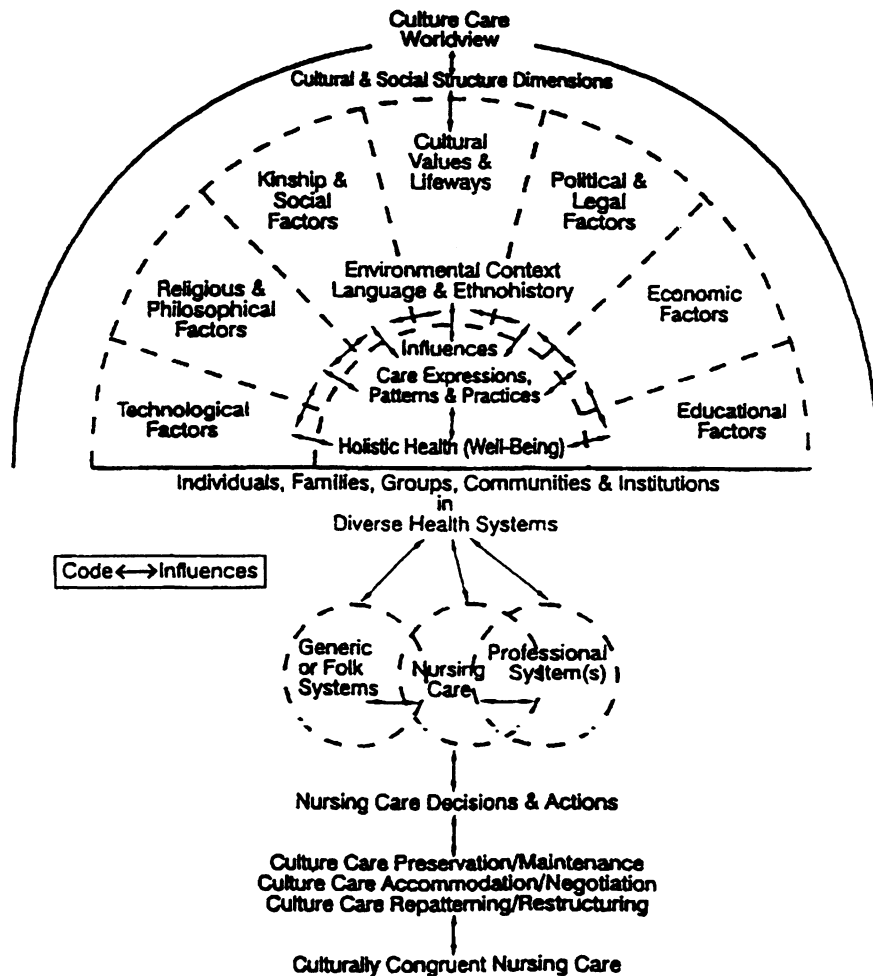 Culture Care
Worldview
Cultural & Social Structure Dimensions
Cultural
Values &
Lifeways
Kinship &
Social
Factors
Political &
Legal
Factors
Religious &
Philosophical
Factors
Environmental Context
Language & Ethnohistory
Economic
Factors
Influences
Care Expressions,
Patterns & Practices
Technological
Factors
Educational
Factors
Holistic Health (Well-Being)
Individuals, Families, Groups, Communities & Institutions
in
Diverse Health Systems
Code ↔ Influences
Generic
or Folk
Systems
Nursing
Care
Professional
System(s)
Nursing Care Decisions & Actions
Culture Care Preservation/Maintenance
Culture Care Accommodation/Negotiation
Culture Care Repatterning/Restructuring
Culturally Congruent Nursing Care